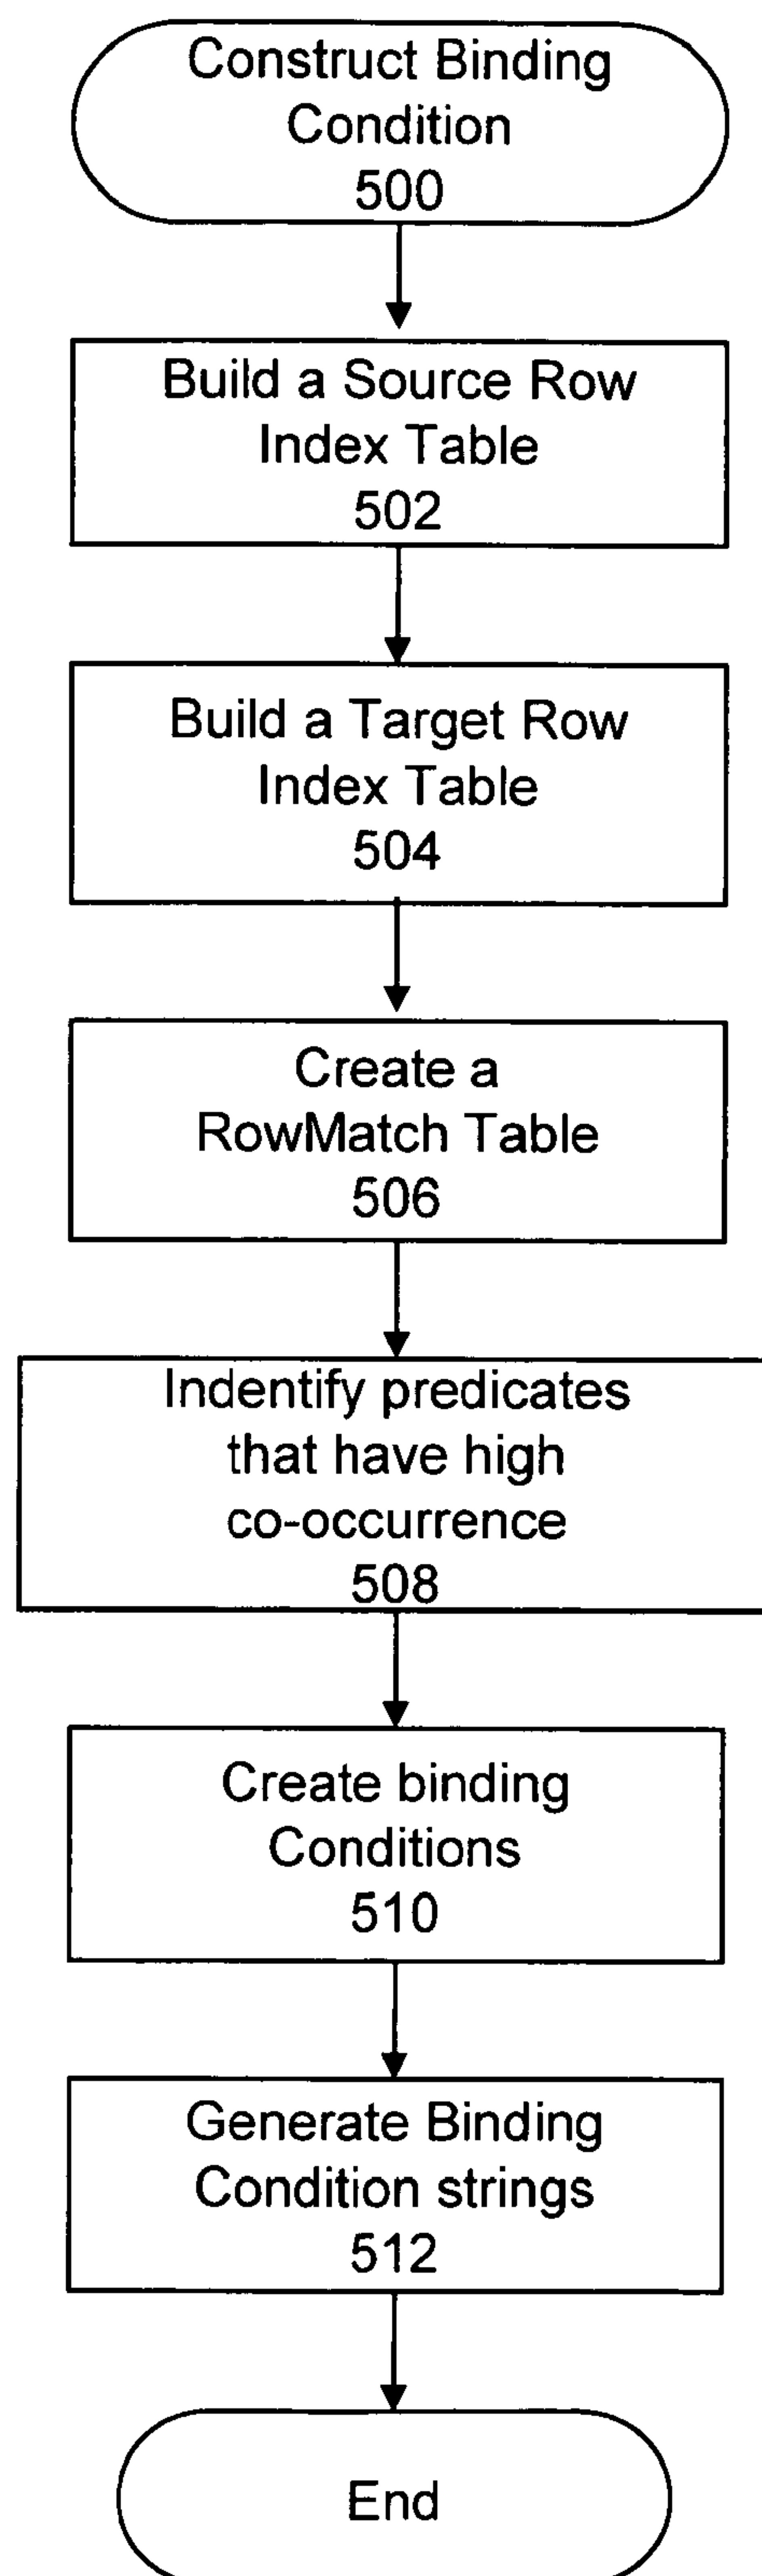 Construct Binding
Condition
500
Build a Source Row
Index Table
502
Build a Target Row
Index Table
504
Create a
RowMatch Table
506
Indentify predicates
that have high
co-occurrence
508
Create binding
Conditions
510
Generate Binding
Condition strings
512
End